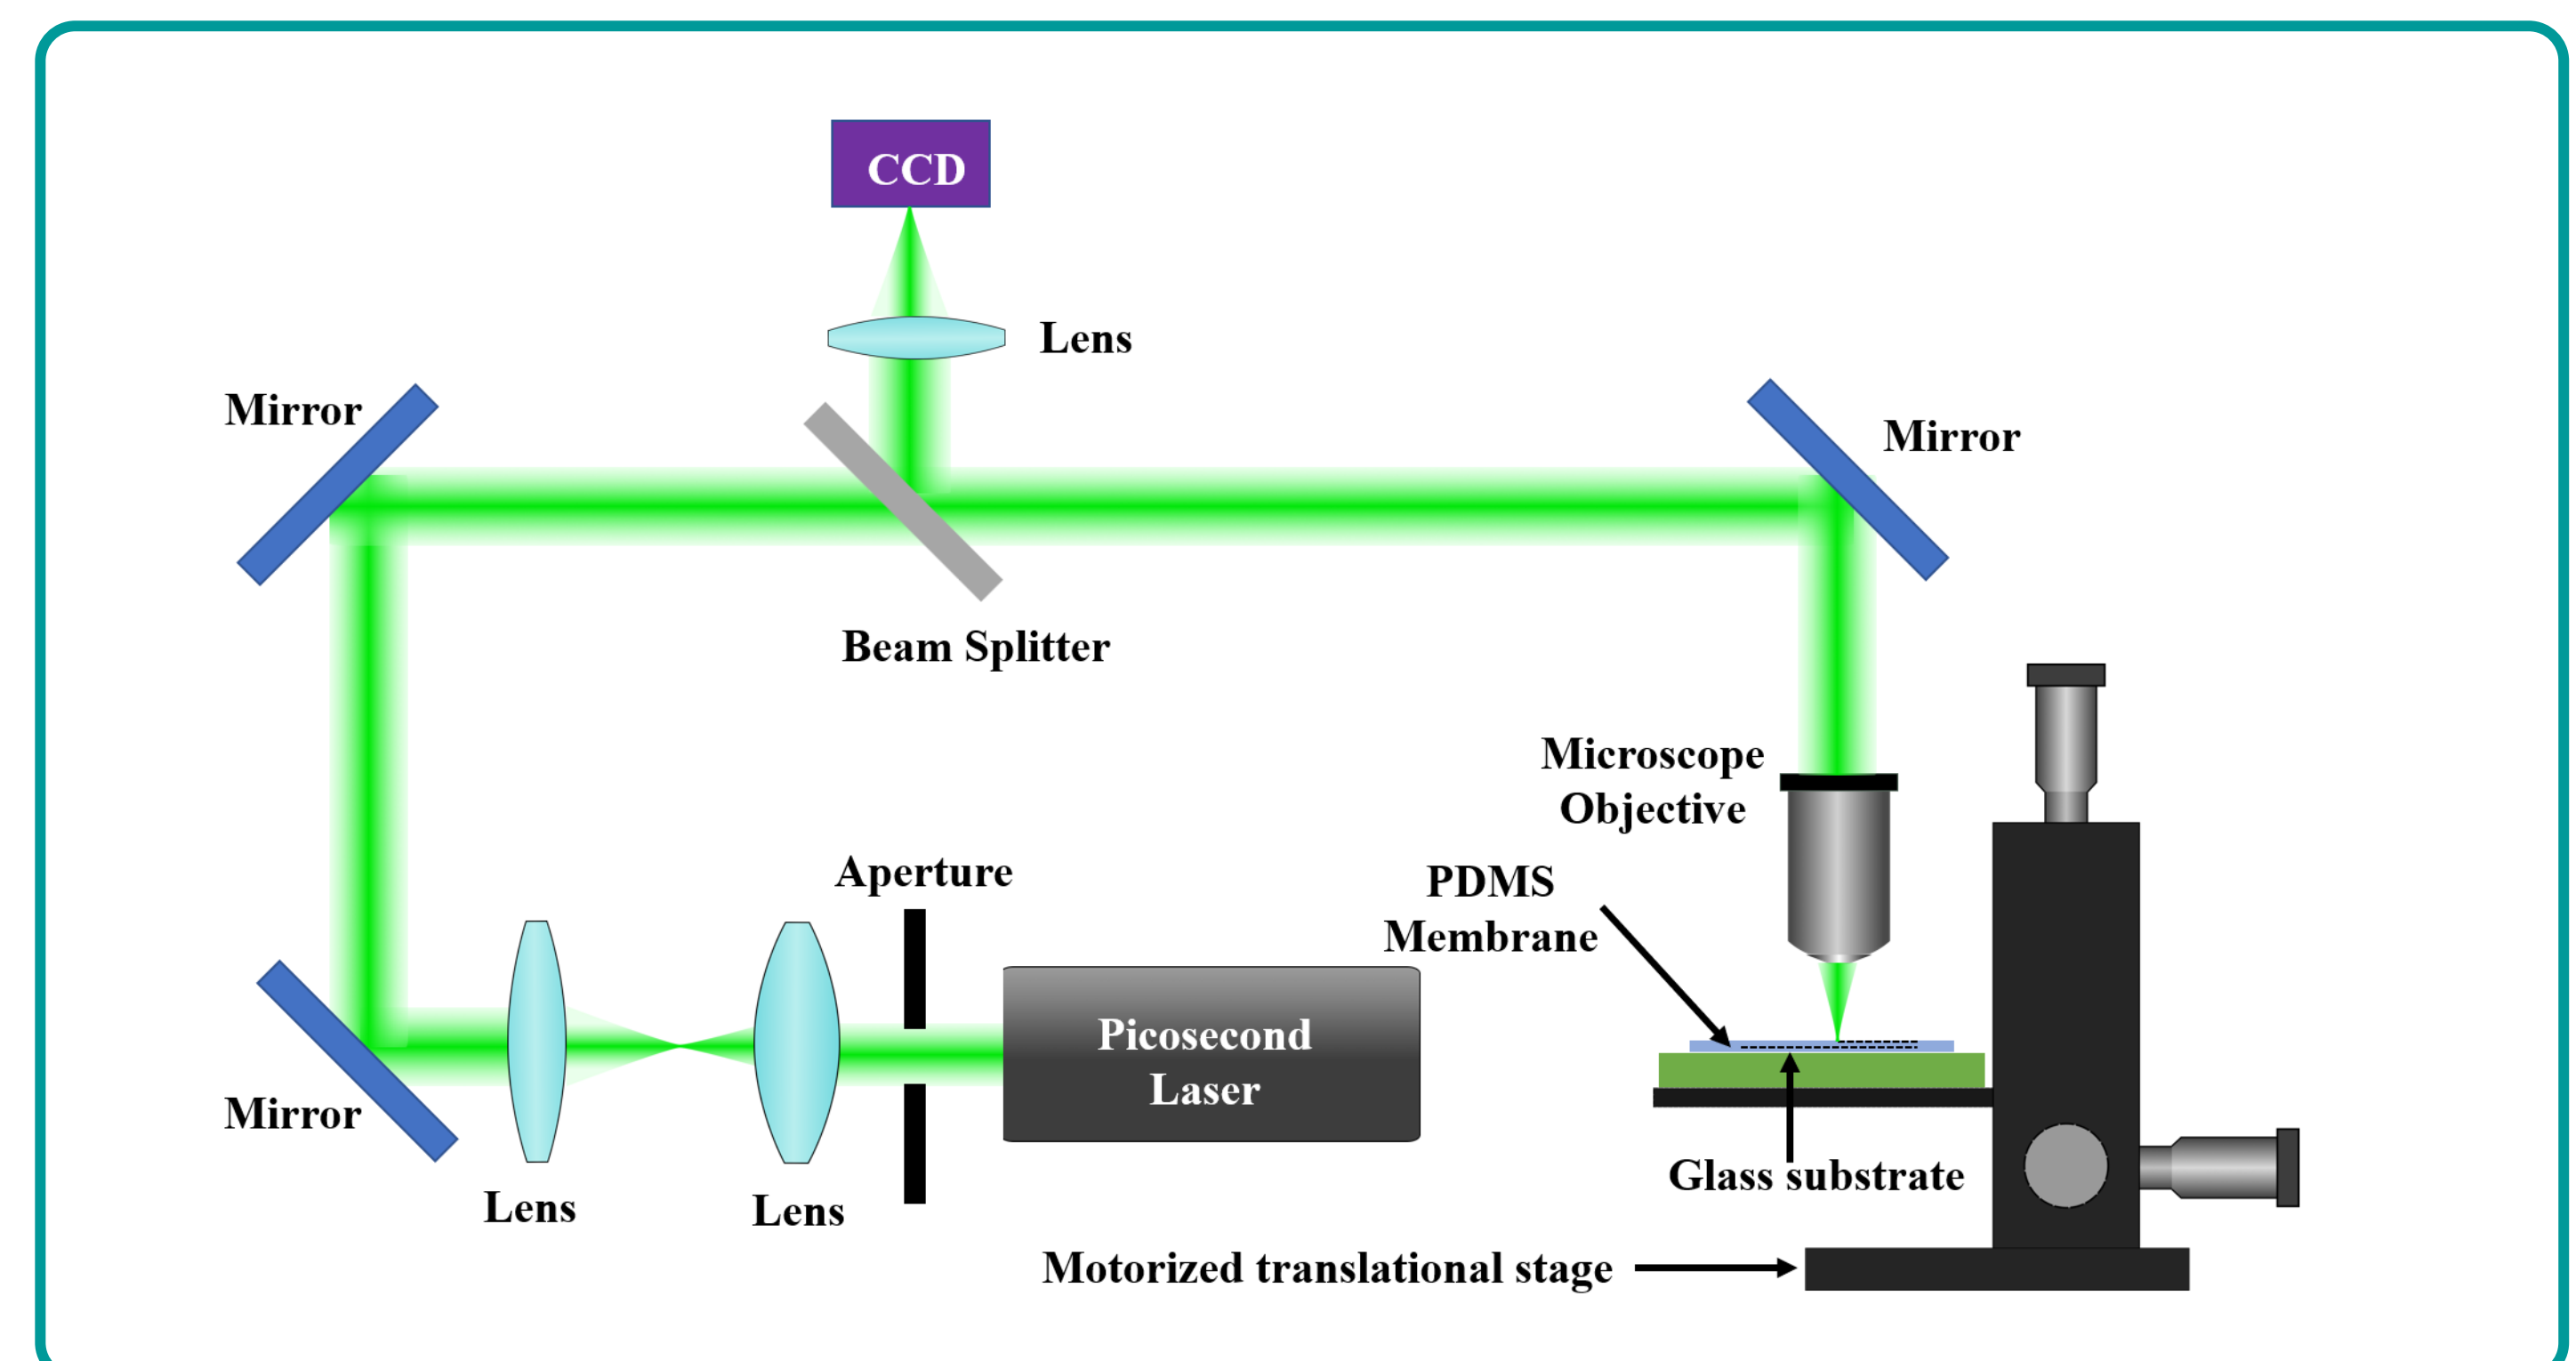 CCD
Lens
Mirror
Mirror
Beam Splitter
Microscope
Objective
Aperture
PDMS
Membrane
Picosecond
Laser
Mirror
Lens
Lens
Glass substrate
Motorized translational stage